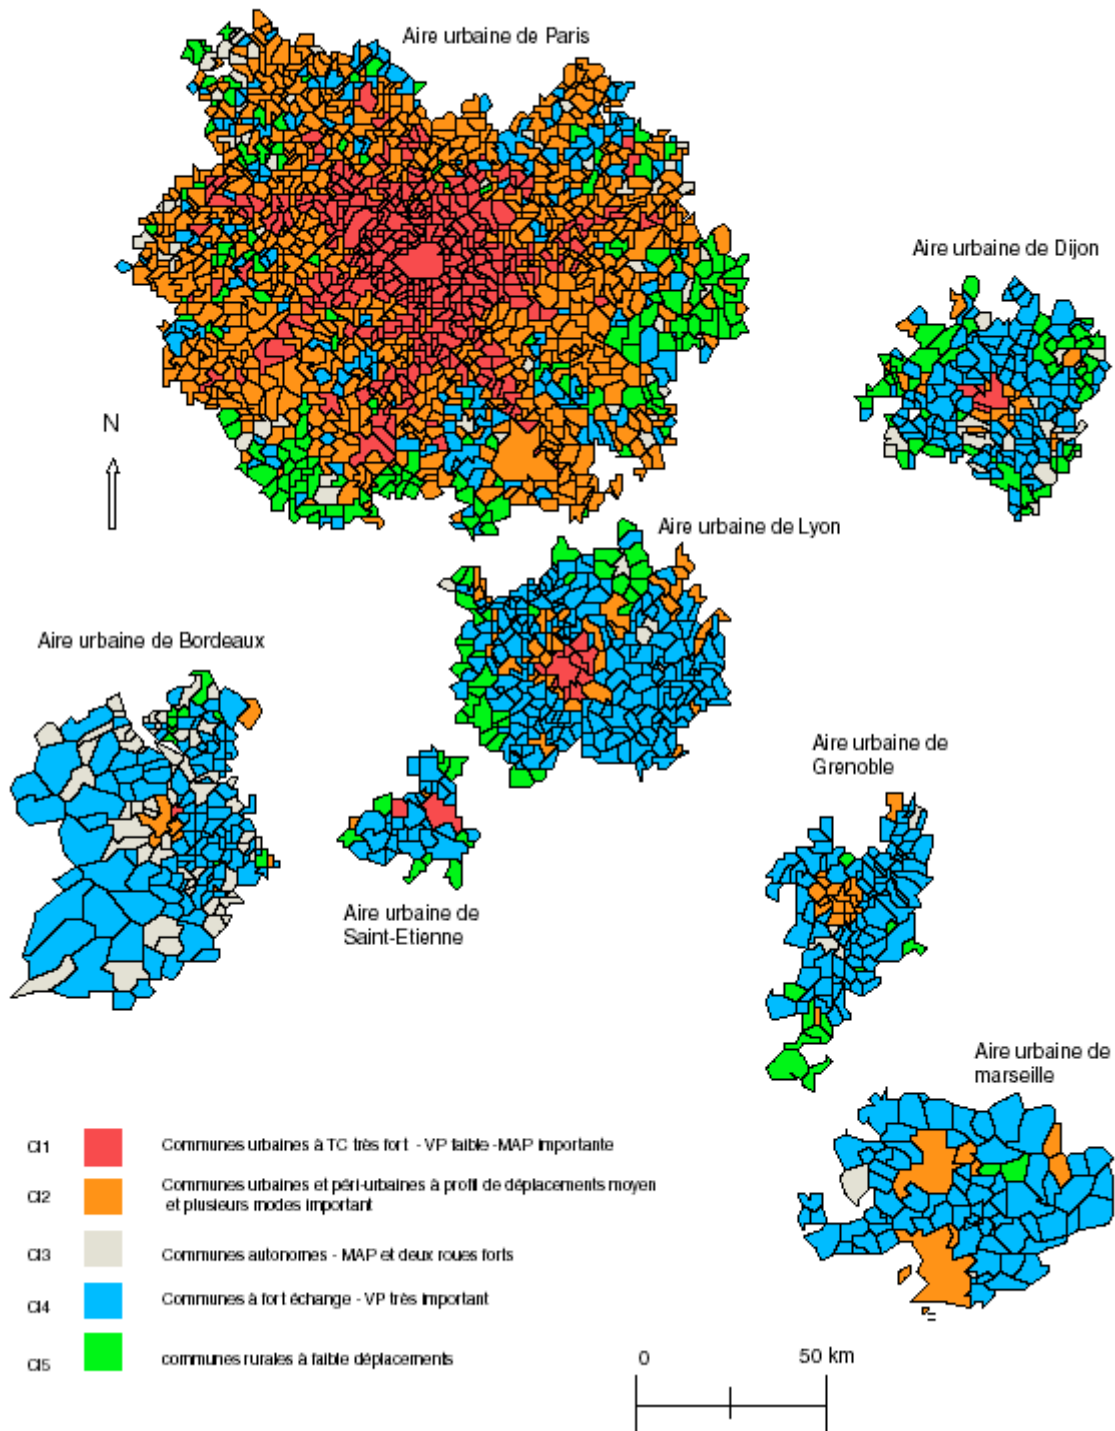 Aire urbaine de Paris
Aire urbaine de Dijon
N
Aire urbaine de Lyon
Aire urbaine de Bordeaux
Aire urbaine de
Grenoble
Aire urbaine de
Saint-Etienne
Aire urbaine de
marseille
Cl1 Communes urbaines à TC très fort - VP faible -MAP importante
Cl2 Communes urbaines et péri-urbaines à profil de déplacements moyen
et plusieurs modes important
Cl3 Communes autonomes - MAP et deux roues forts
Cl4 Communes à fort échange - VP très important
Cl5 communes rurales à faible déplacements
0 50 km